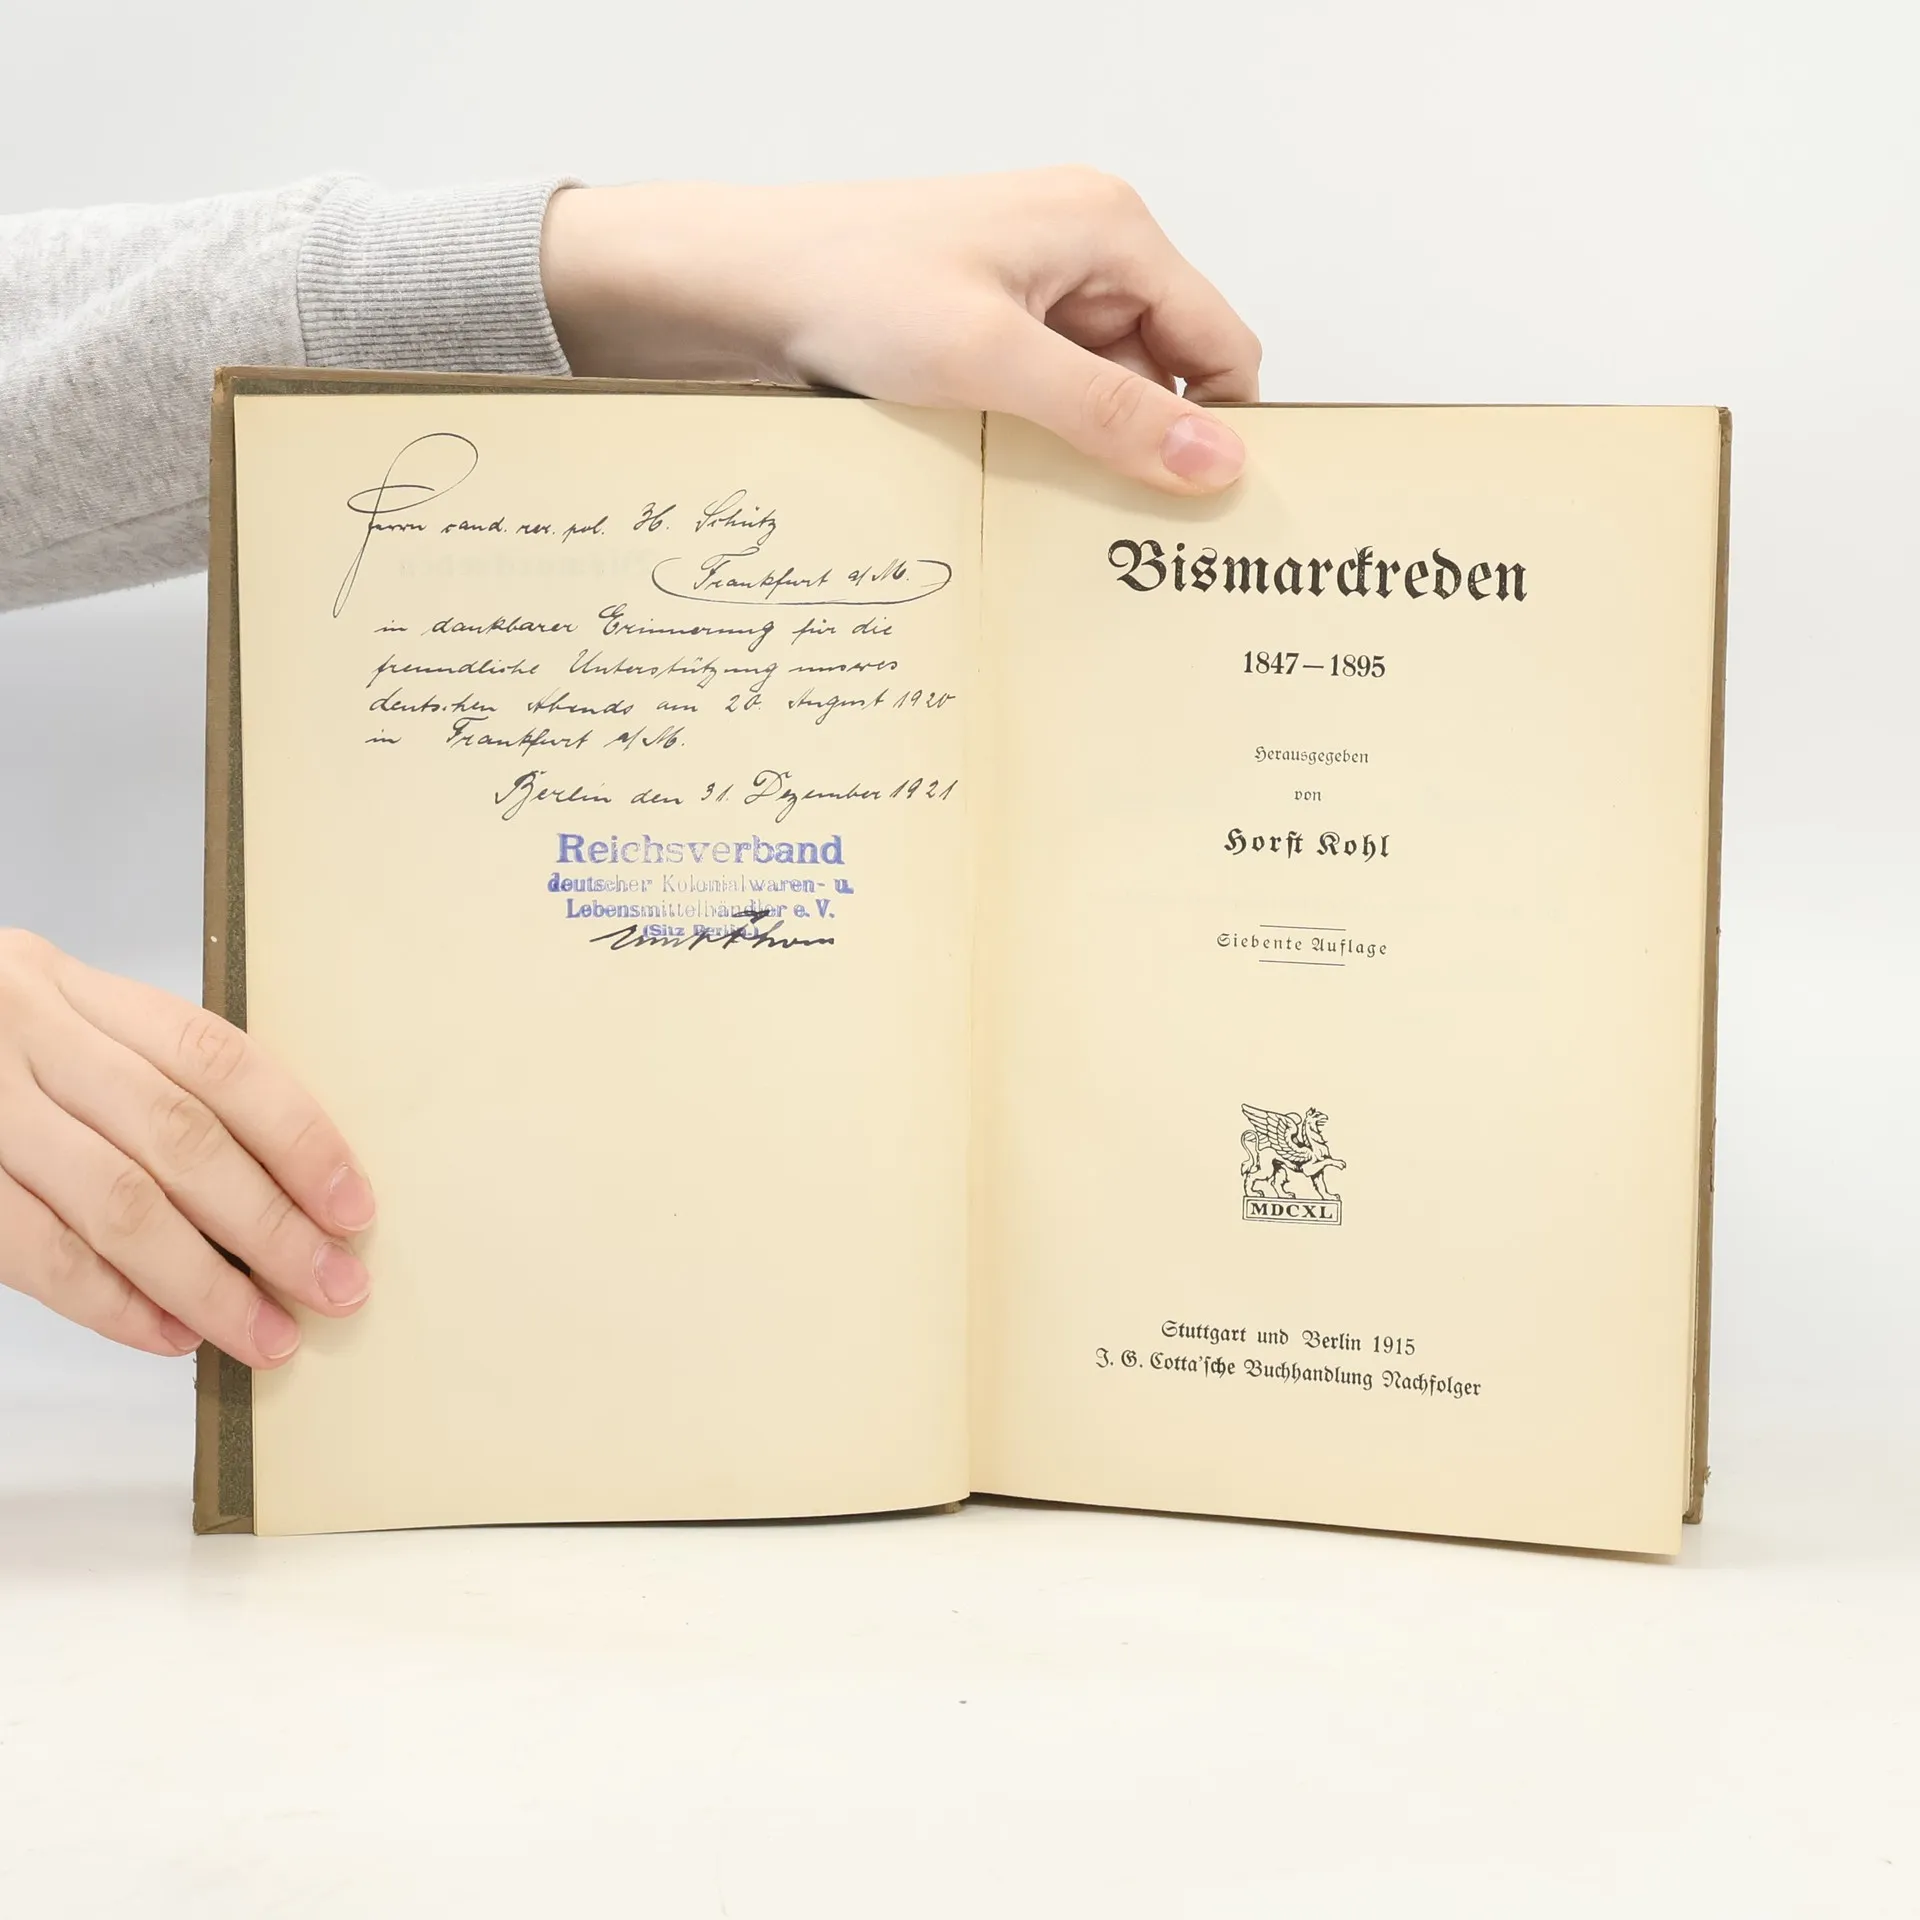 Herrn cand. rer. pol. H. Schütz
Frankfurt a/M.
in dankbarer Erinnerung für die
freundliche Unterstützung unseres
deutschen Abends am 20. August 1920
in Frankfurt a/M.
Berlin den 31. Dezember 1921
Reichsverband
deutscher Kolonialwaren- u.
Lebensmittelhändler e. V.
(Sitz Berlin.)
Bismarckreden
1847–1895
Herausgegeben
von
Horst Kohl
Siebente Auflage
MDCXL
Stuttgart und Berlin 1915
J. G. Cotta'sche Buchhandlung Nachfolger